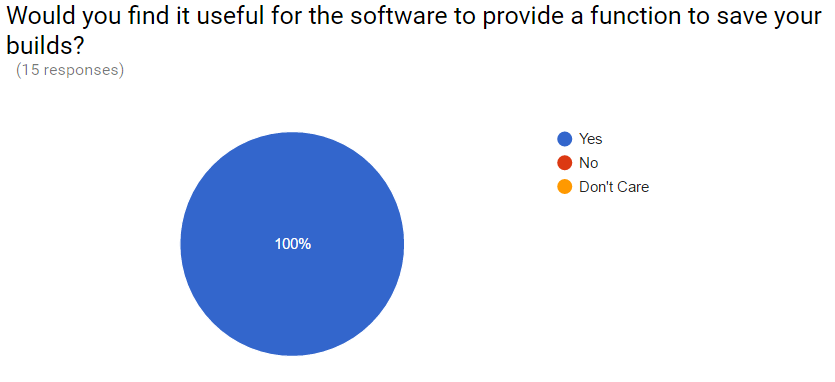 Would you find it useful for the software to provide a function to save your
builds?
(15 responses)
Yes
No
Don't Care
100%